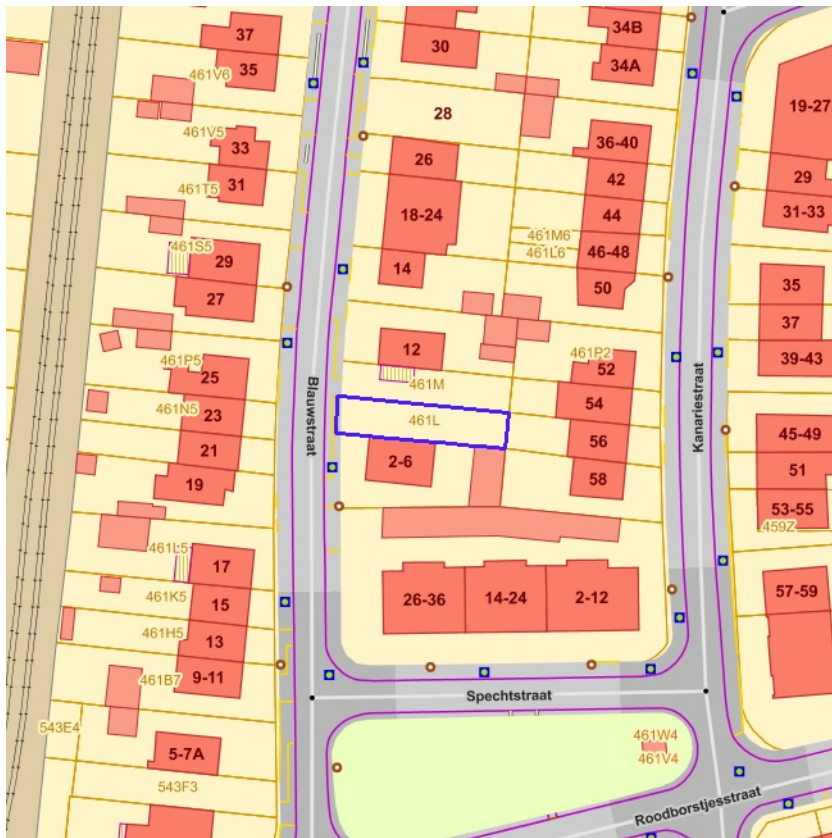 37
35
461V6
30
34B
34A
19-27
28
461V5
33
31
461T5
26
36-40
42
29
31-33
18-24
44
461M6
461L6
46-48
461S5
29
27
14
50
35
37
39-43
12
461P2
52
461P5
25
461M
54
461N5
23
461L
56
45-49
21
2-6
58
51
19
53-55
459Z
Blauwstraat
Kanariestraat
461L5
17
26-36
14-24
2-12
57-59
461K5
15
461H5
13
461B7
9-11
Spechtstraat
543E4
5-7A
543F3
461W4
461V4
Roodborstjesstraat